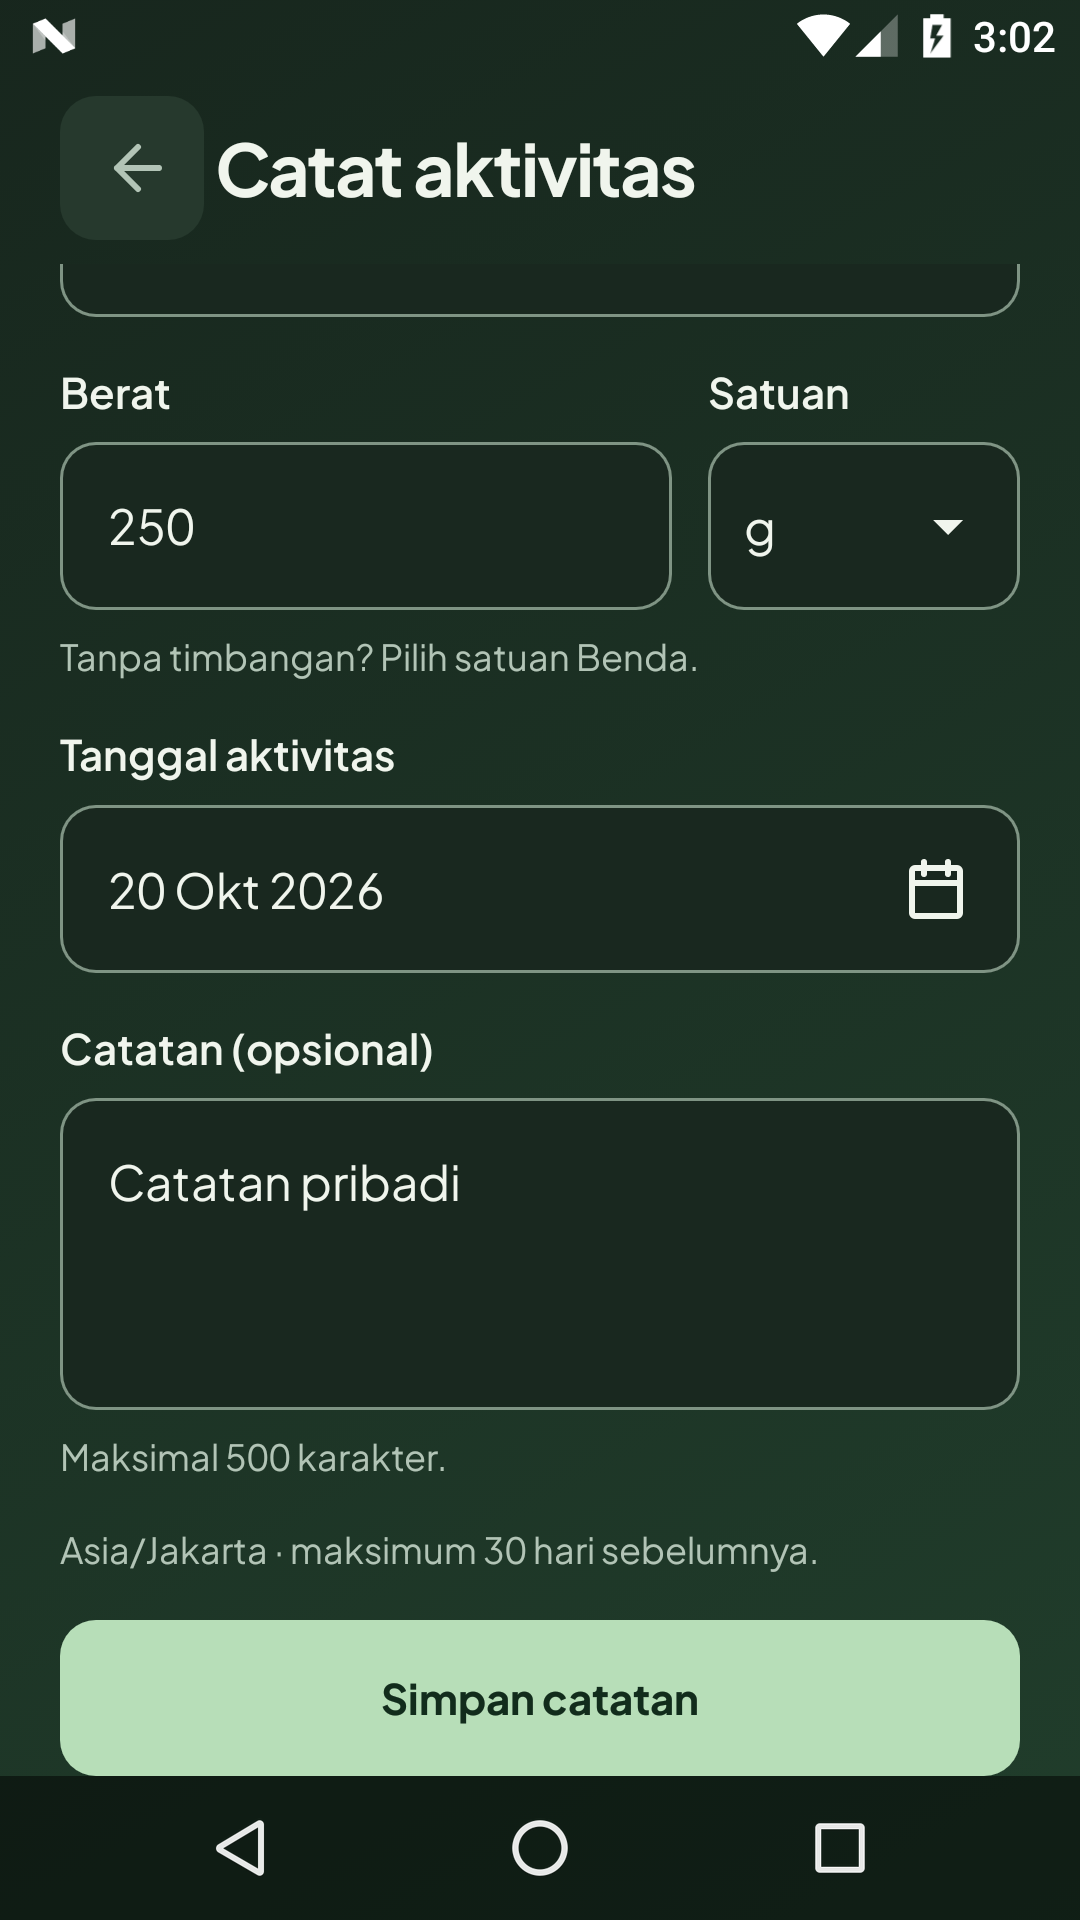 3:02
Catat aktivitas
Berat
Satuan
250
g
Tanpa timbangan? Pilih satuan Benda.
Tanggal aktivitas
20 Okt 2026
Catatan (opsional)
Catatan pribadi
Maksimal 500 karakter.
Asia/Jakarta · maksimum 30 hari sebelumnya.
Simpan catatan